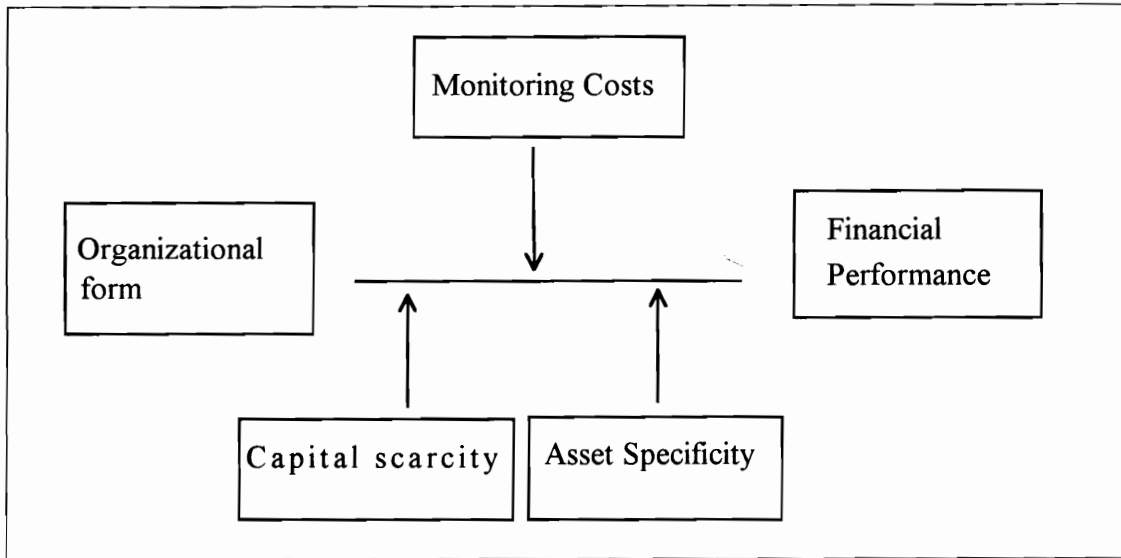 Monitoring Costs
Organizational
form
Financial
Performance
Capital scarcity
Asset Specificity